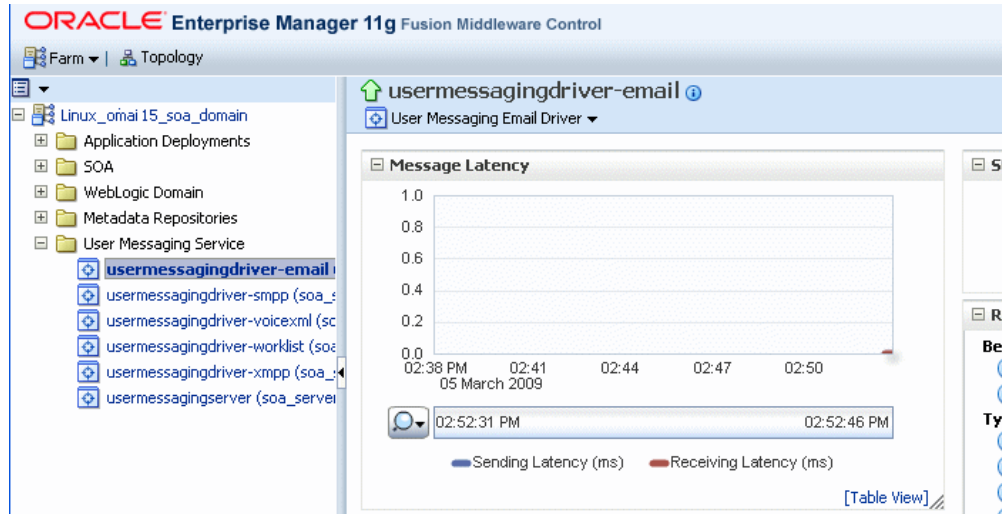 ORACLE Enterprise Manager 11g Fusion Middleware Control
Farm Topology
Linux_omai15_soa_domain
Application Deployments
SOA
WebLogic Domain
Metadata Repositories
User Messaging Service
usermessagingdriver-email
usermessagingdriver-smpp (soa_s
usermessagingdriver-voicexml (so
usermessagingdriver-worklist (soa
usermessagingdriver-xmpp (soa_s
usermessagingserver (soa_server
usermessagingdriver-email
User Messaging Email Driver
Message Latency
1.0
0.8
0.6
0.4
0.2
0.0
02:38 PM 02:41 02:44 02:47 02:50
05 March 2009
02:52:31 PM 02:52:46 PM
Sending Latency (ms) Receiving Latency (ms)
[Table View]
S
R
Be
Ty